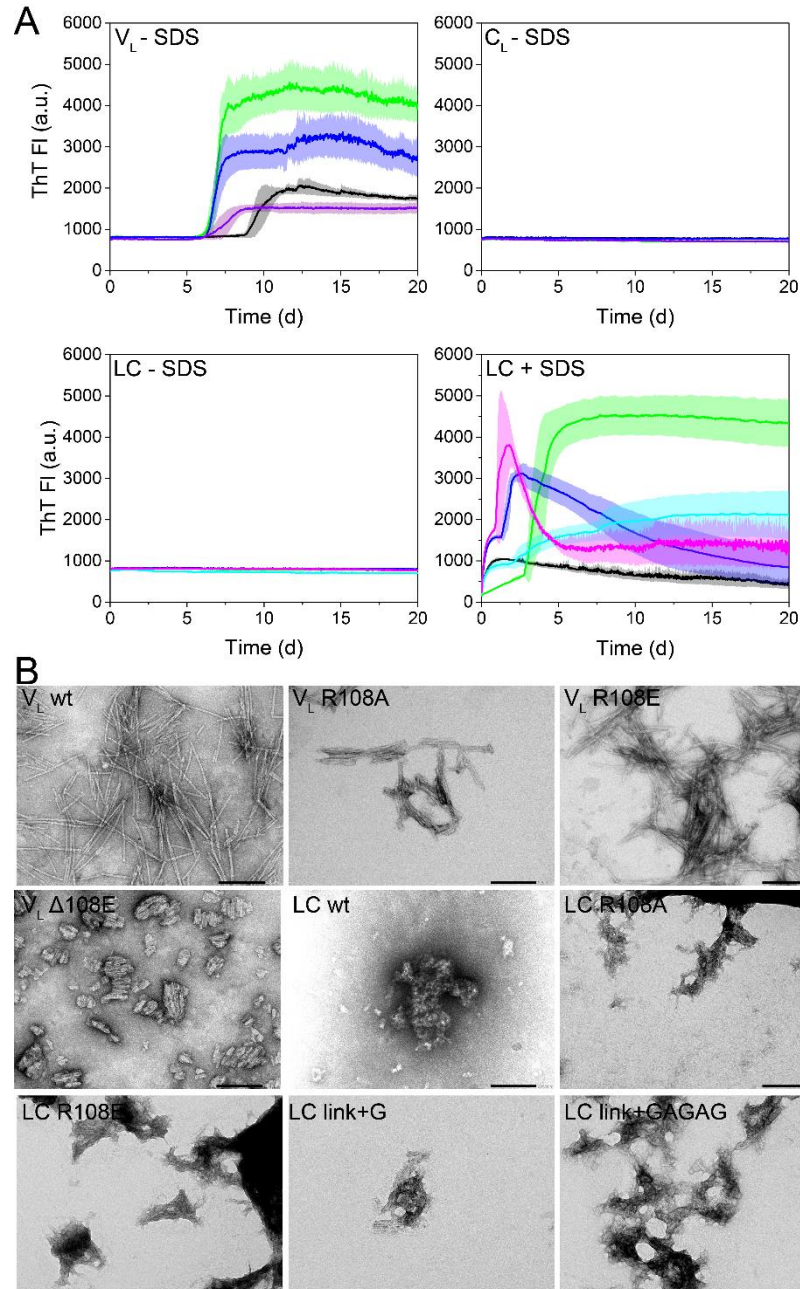 A
V_L - SDS
C_L - SDS
ThT FI (a.u.)
6000
5000
4000
3000
2000
1000
0
0 5 10 15 20
Time (d)
6000
5000
4000
3000
2000
1000
0
0 5 10 15 20
Time (d)
LC - SDS
LC + SDS
ThT FI (a.u.)
6000
5000
4000
3000
2000
1000
0
0 5 10 15 20
Time (d)
6000
5000
4000
3000
2000
1000
0
0 5 10 15 20
Time (d)
B
V_L wt
V_L R108A
V_L R108E
V_L Δ108E
LC wt
LC R108A
LC R108E
LC link+G
LC link+GAGAG